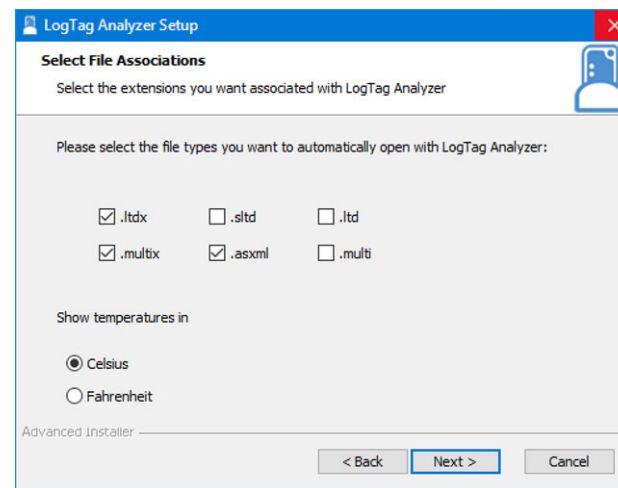 LogTag Analyzer Setup
Select File Associations
Select the extensions you want associated with LogTag Analyzer
Please select the file types you want to automatically open with LogTag Analyzer:
.ltdx .sltd .ltd
.multix .asxml .multi
Show temperatures in
Celsius
Fahrenheit
Advanced Installer
< Back Next > Cancel